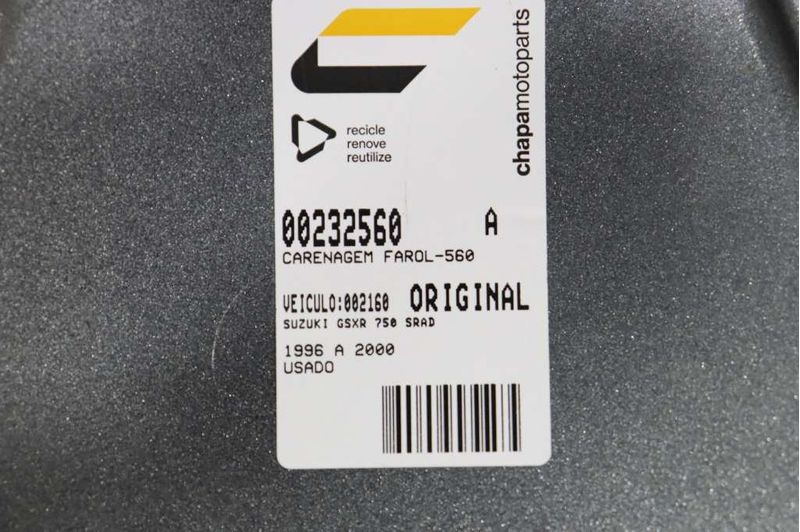 chapamotoparts
recicle
renove
reutilize
00232560 A
CARENAGEM FAROL-560
VEICULO:002160 ORIGINAL
SUZUKI GSXR 750 SRAD
1996 A 2000
USADO